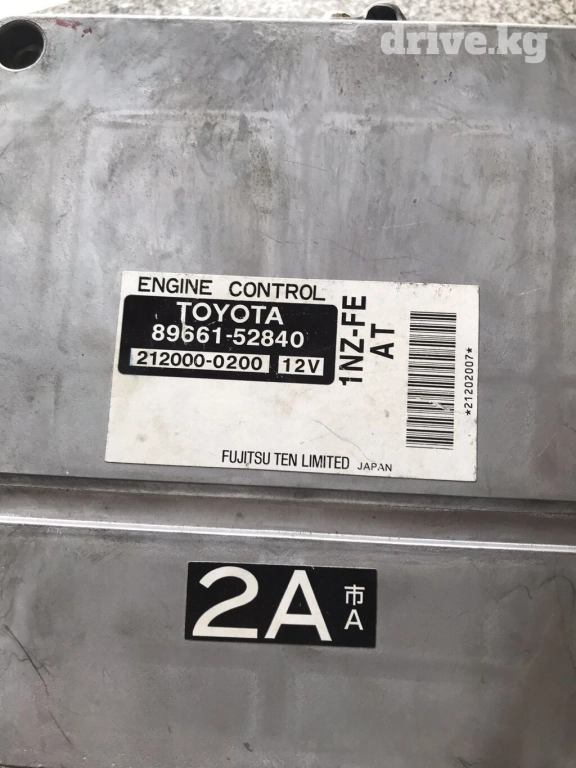 drive.kg
ENGINE CONTROL
TOYOTA
89661-52840
212000-0200 12V
1NZ-FE
AT
*21202007*
FUJITSU TEN LIMITED JAPAN
2A 市A